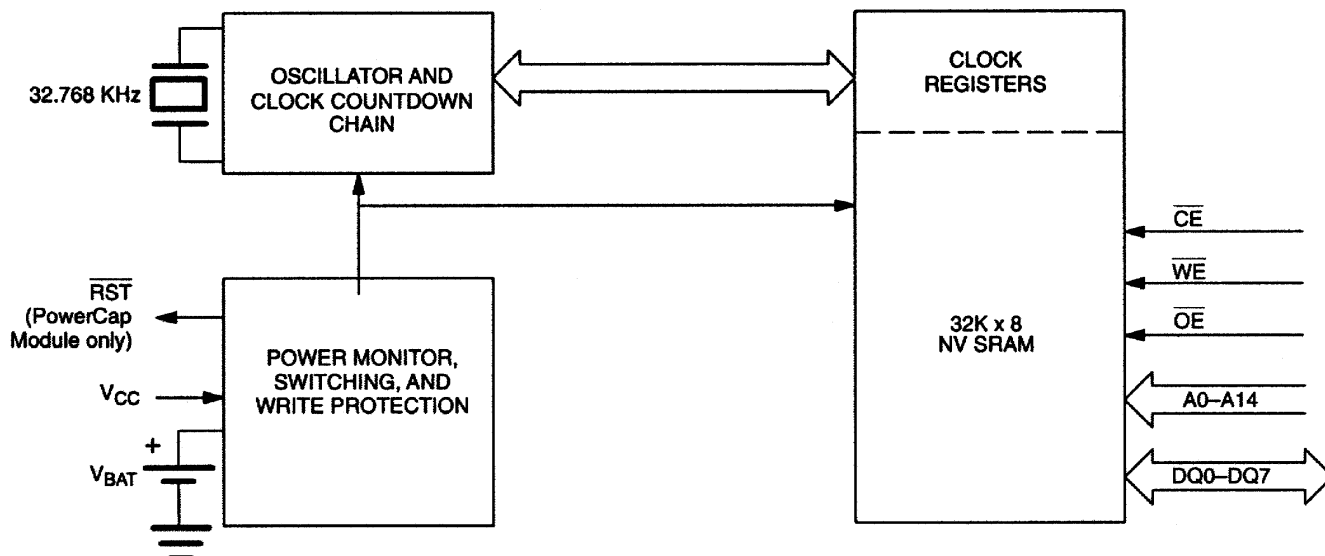 32.768 KHz
OSCILLATOR AND
CLOCK COUNTDOWN
CHAIN
CLOCK
REGISTERS
CE
WE
OE
32K x 8
NV SRAM
A0–A14
DQ0–DQ7
RST
(PowerCap
Module only)
POWER MONITOR,
SWITCHING, AND
WRITE PROTECTION
VCC
+
VBAT